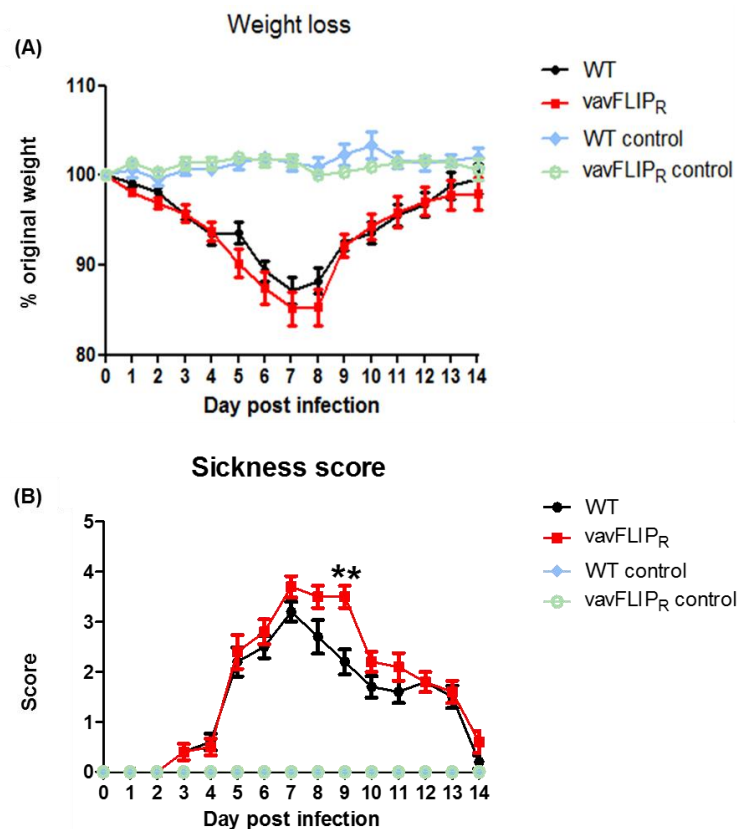 Weight loss
(A)
110
100
90
80
% original weight
0 1 2 3 4 5 6 7 8 9 10 11 12 13 14
Day post infection
WT
vavFLIPR
WT control
vavFLIPR control
Sickness score
(B)
5
4
3
2
1
0
Score
**
0 1 2 3 4 5 6 7 8 9 10 11 12 13 14
Day post infection
WT
vavFLIPR
WT control
vavFLIPR control